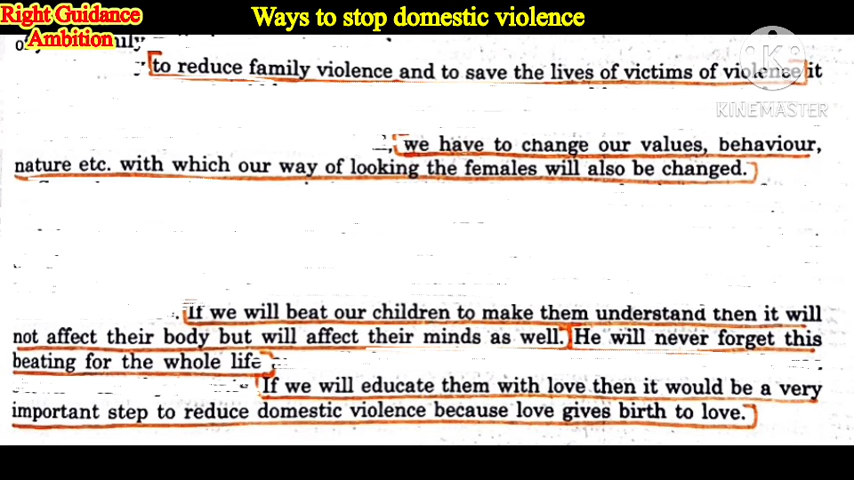 Right Guidance
Ways to stop domestic violence
Ambition
to reduce family violence and to save the lives of victims of violence it
KINEMASTER
we have to change our values, behaviour,
nature etc. with which our way of looking the females will also be changed.
If we will beat our children to make them understand then it will
not affect their body but will affect their minds as well. He will never forget this
beating for the whole life
If we will educate them with love then it would be a very
important step to reduce domestic violence because love gives birth to love.